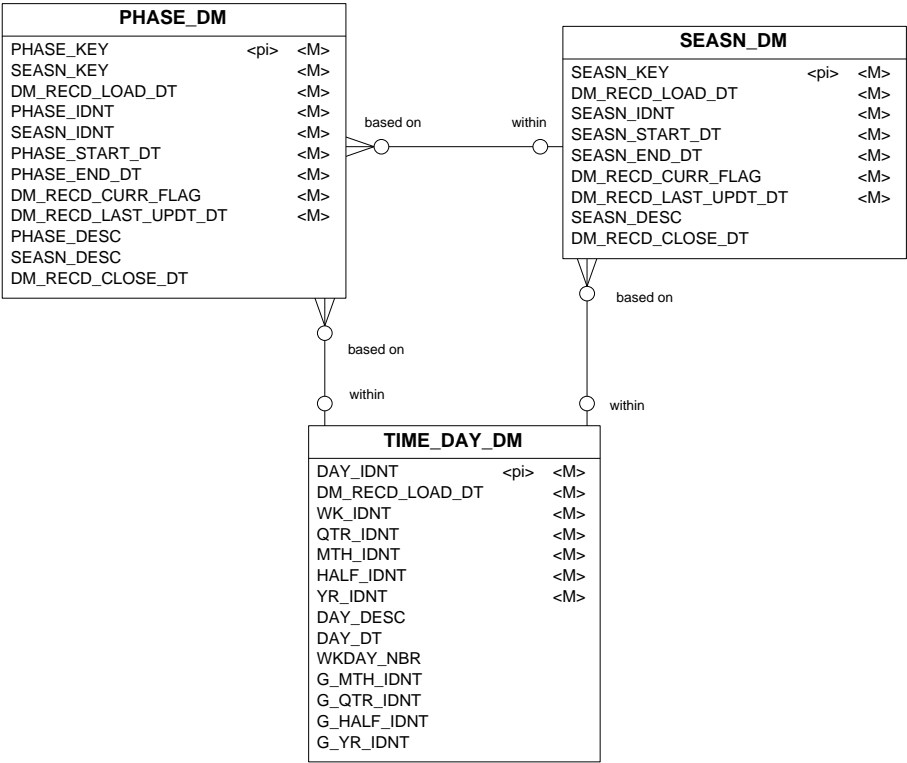 PHASE_DM
PHASE_KEY <pi> <M>
SEASN_KEY <M>
DM_RECD_LOAD_DT <M>
PHASE_IDNT <M>
SEASN_IDNT <M>
PHASE_START_DT <M>
PHASE_END_DT <M>
DM_RECD_CURR_FLAG <M>
DM_RECD_LAST_UPDT_DT <M>
PHASE_DESC
SEASN_DESC
DM_RECD_CLOSE_DT
based on
within
SEASN_DM
SEASN_KEY <pi> <M>
DM_RECD_LOAD_DT <M>
SEASN_IDNT <M>
SEASN_START_DT <M>
SEASN_END_DT <M>
DM_RECD_CURR_FLAG <M>
DM_RECD_LAST_UPDT_DT <M>
SEASN_DESC
DM_RECD_CLOSE_DT
based on
within
based on
within
TIME_DAY_DM
DAY_IDNT <pi> <M>
DM_RECD_LOAD_DT <M>
WK_IDNT <M>
QTR_IDNT <M>
MTH_IDNT <M>
HALF_IDNT <M>
YR_IDNT <M>
DAY_DESC
DAY_DT
WKDAY_NBR
G_MTH_IDNT
G_QTR_IDNT
G_HALF_IDNT
G_YR_IDNT